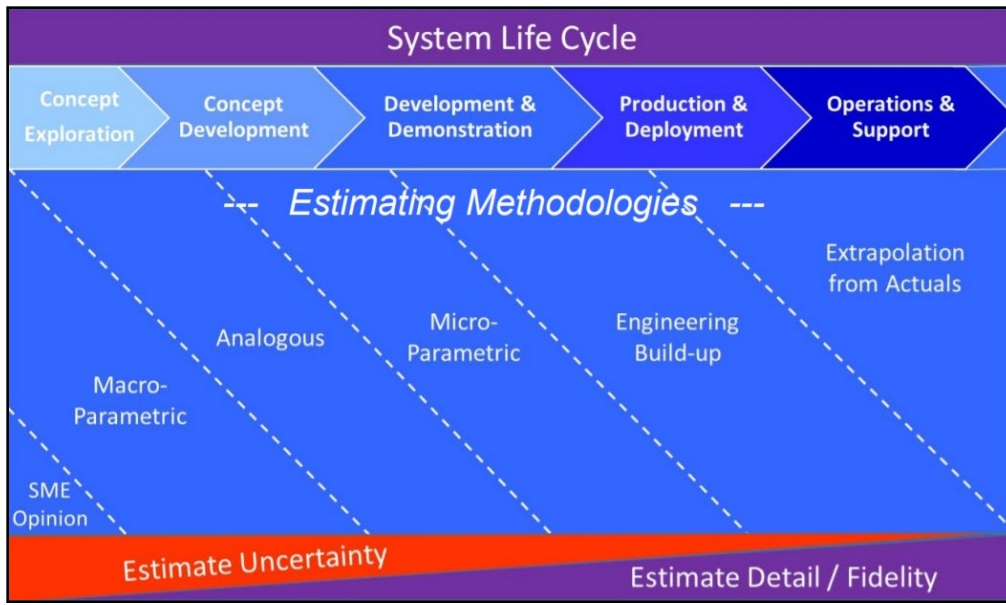 System Life Cycle
Concept
Exploration
Concept
Development
Development &
Demonstration
Production &
Deployment
Operations &
Support
--- Estimating Methodologies ---
Extrapolation
from Actuals
Engineering
Build-up
Micro-
Parametric
Analogous
Macro-
Parametric
SME
Opinion
Estimate Uncertainty
Estimate Detail / Fidelity